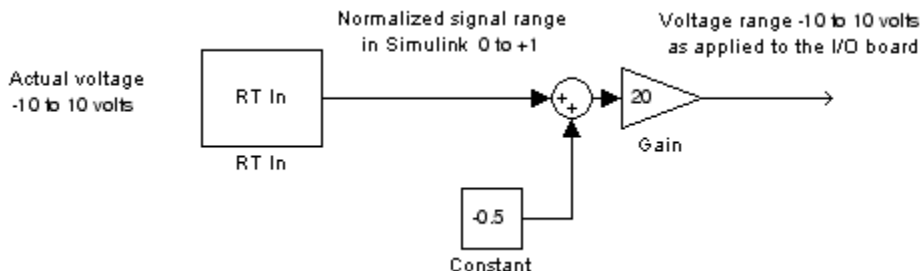 Normalized signal range
in Simulink 0 to +1
Voltage range -10 to 10 volts
as applied to the I/O board
Actual voltage
-10 to 10 volts
RT In
RT In
+
+
20
Gain
-0.5
Constant